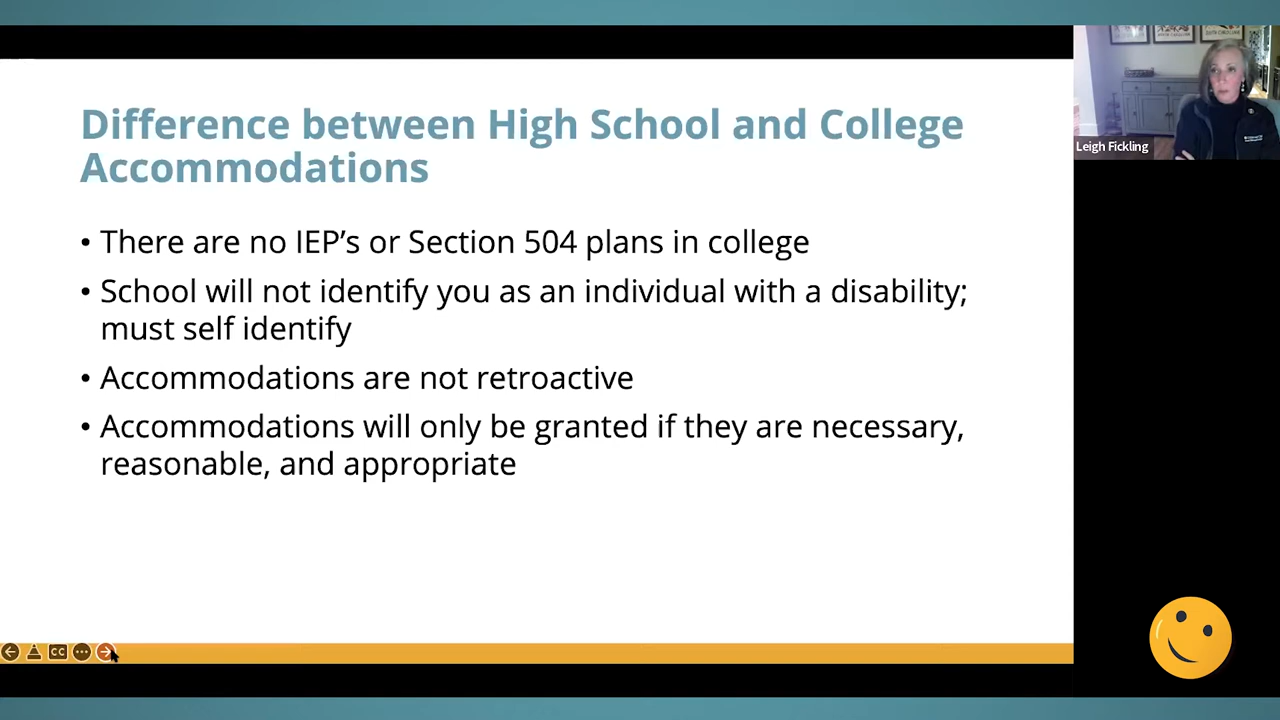 Difference between High School and College
Accommodations
• There are no IEP’s or Section 504 plans in college
• School will not identify you as an individual with a disability;
must self identify
• Accommodations are not retroactive
• Accommodations will only be granted if they are necessary,
reasonable, and appropriate
Leigh Fickling
CC